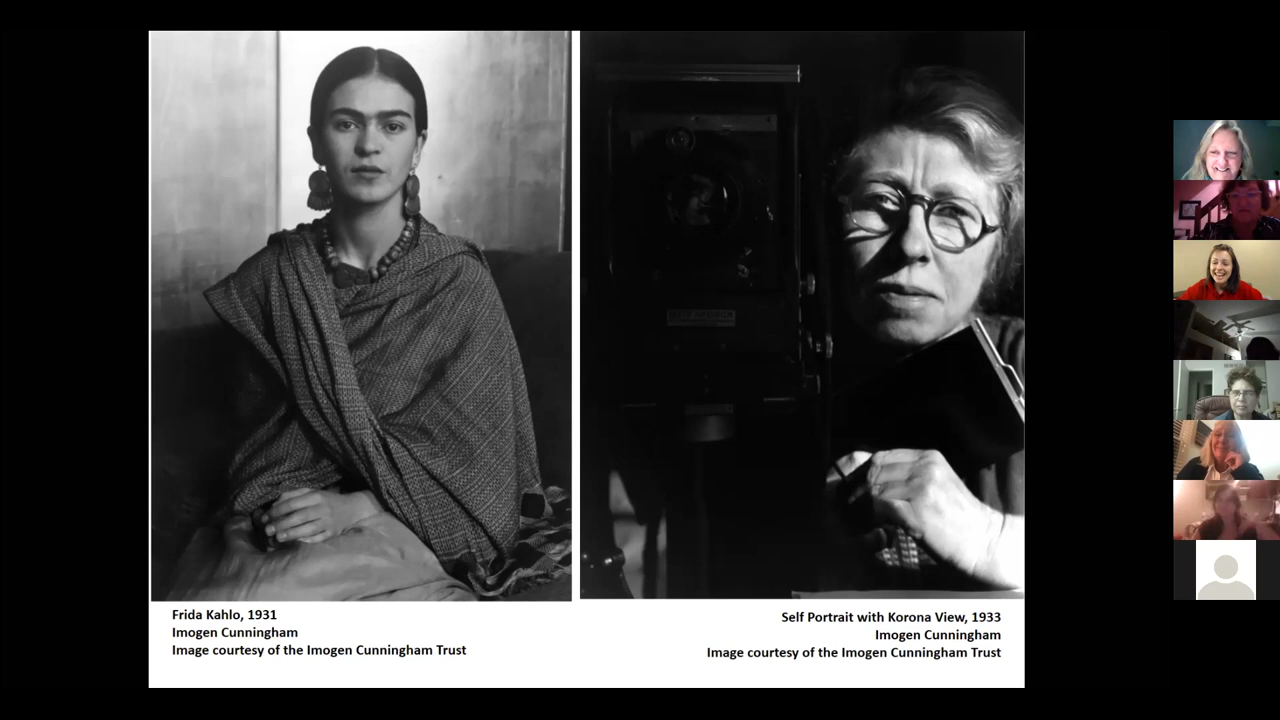 Frida Kahlo, 1931
Imogen Cunningham
Image courtesy of the Imogen Cunningham Trust
Self Portrait with Korona View, 1933
Imogen Cunningham
Image courtesy of the Imogen Cunningham Trust